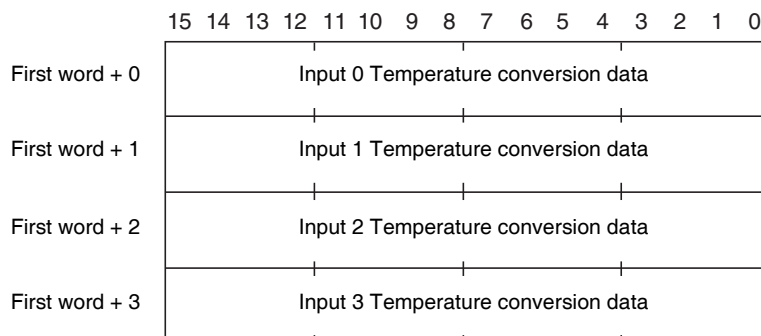 15 14 13 12 11 10 9 8 7 6 5 4 3 2 1 0
First word + 0 Input 0 Temperature conversion data
First word + 1 Input 1 Temperature conversion data
First word + 2 Input 2 Temperature conversion data
First word + 3 Input 3 Temperature conversion data